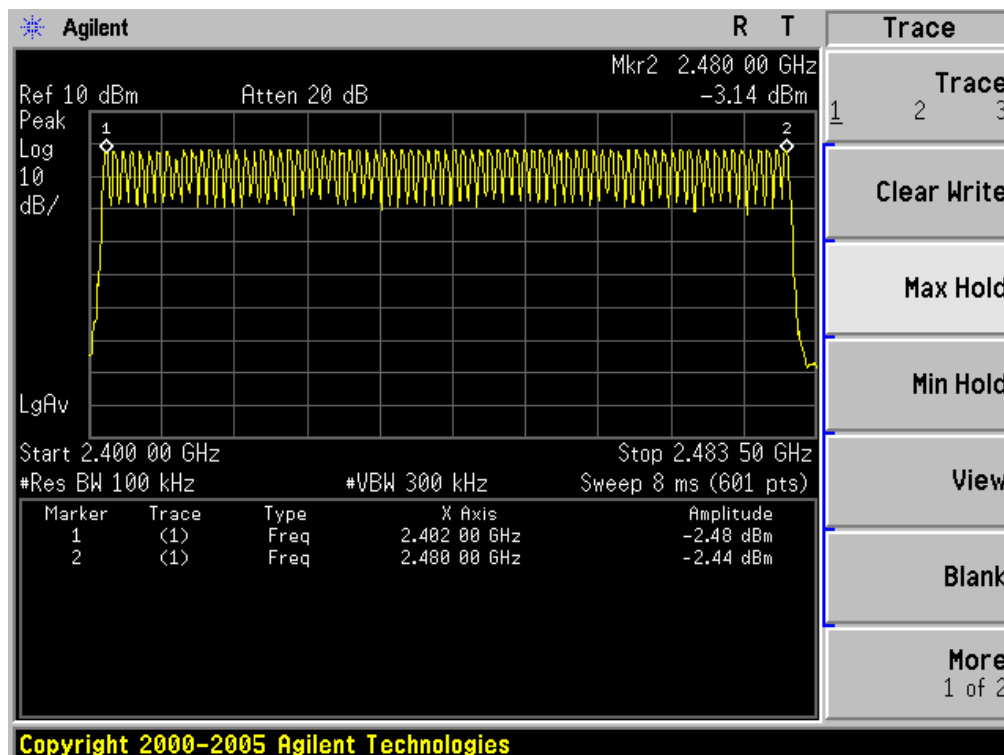 Agilent
R T
Trace
Mkr2 2.480 00 GHz
Ref 10 dBm Atten 20 dB -3.14 dBm
Peak
Log
10
dB/
1
2
LgAv
Start 2.400 00 GHz Stop 2.483 50 GHz
#Res BW 100 kHz #VBW 300 kHz Sweep 8 ms (601 pts)
Marker Trace Type X Axis Amplitude
1 (1) Freq 2.402 00 GHz -2.48 dBm
2 (1) Freq 2.480 00 GHz -2.44 dBm
Trace
1 2 3
Clear Write
Max Hold
Min Hold
View
Blank
More
1 of 2
Copyright 2000-2005 Agilent Technologies